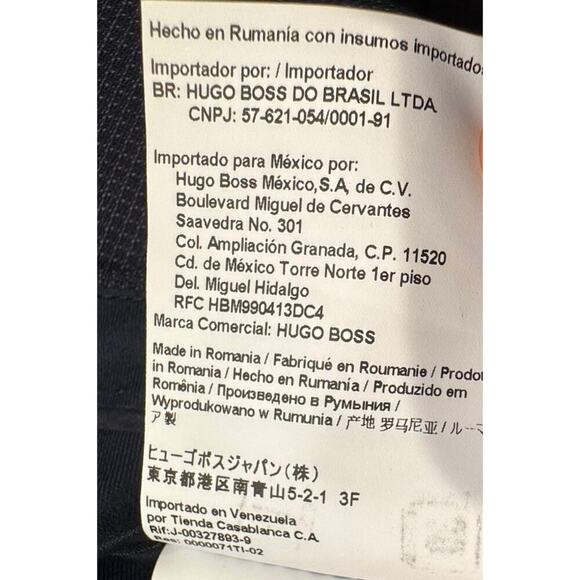 Hecho en Rumanía con insumos importados
Importador por: / Importador
BR: HUGO BOSS DO BRASIL LTDA
CNPJ: 57-621-054/0001-91
Importado para México por:
Hugo Boss México,S.A, de C.V.
Boulevard Miguel de Cervantes
Saavedra No. 301
Col. Ampliación Granada, C.P. 11520
Cd. de México Torre Norte 1er piso
Del. Miguel Hidalgo
RFC HBM990413DC4
Marca Comercial: HUGO BOSS
Made in Romania / Fabriqué en Roumanie / Prodot
in Romania / Hecho en Rumanía / Produzido em
Romênia / Произведено в Румыния /
Wyprodukowano w Rumunia / 产地 罗马尼亚 / ルーマ
ア製
ヒューゴボスジャパン(株)
東京都港区南青山5-2-1 3F
Importado en Venezuela
por Tienda Casablanca C.A.
Rif:J-00327893-9
Res: 0000071TI-02